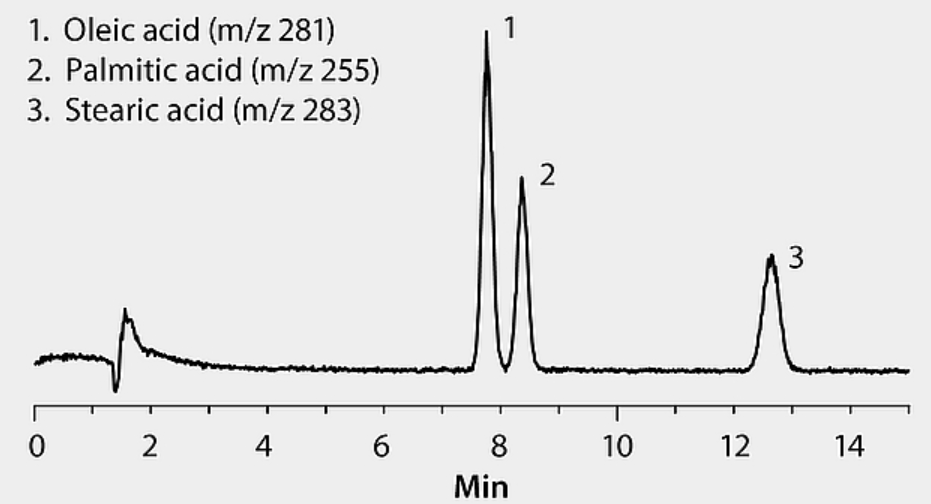 1. Oleic acid (m/z 281)
2. Palmitic acid (m/z 255)
3. Stearic acid (m/z 283)
1
2
3
0 2 4 6 8 10 12 14
Min